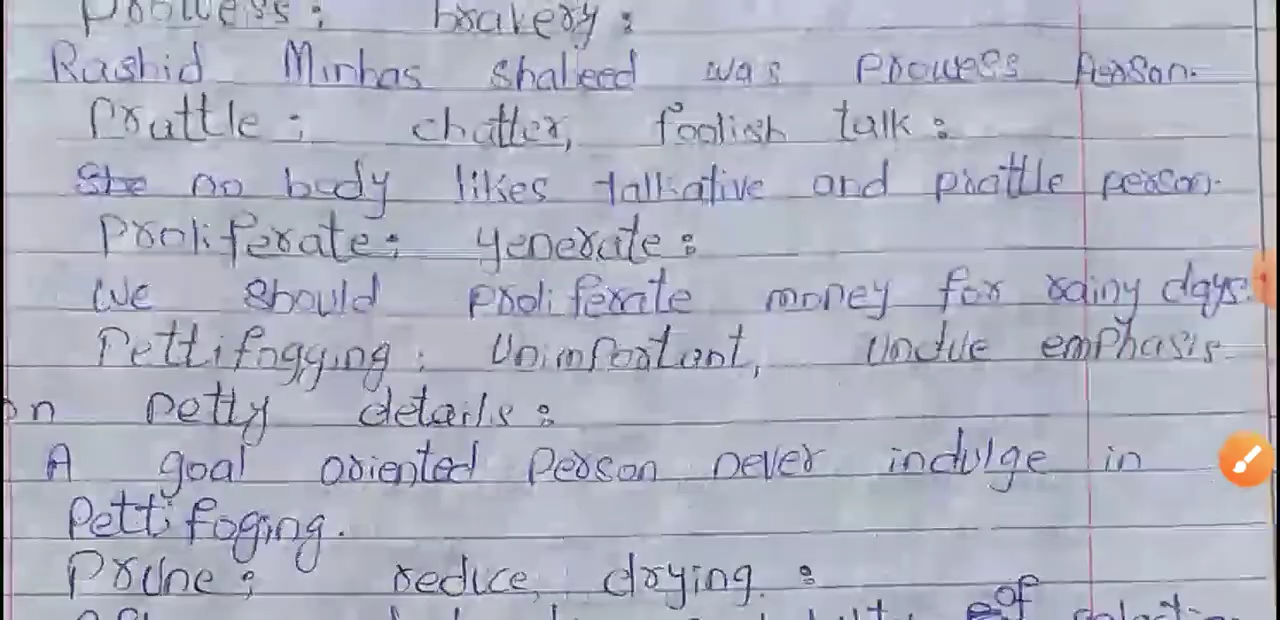 Prowess : bravery :
Rashid Minhas shaheed was prowess person.
Prattle : chatter, foolish talk :
She no body likes talkative and prattle person.
Proliferate : generate :
We should proliferate money for rainy days.
Pettifogging : Unimportant, Undue emphasis
on petty details :
A goal oriented person never indulge in
Pettifoging.
Prune : reduce, drying :
of